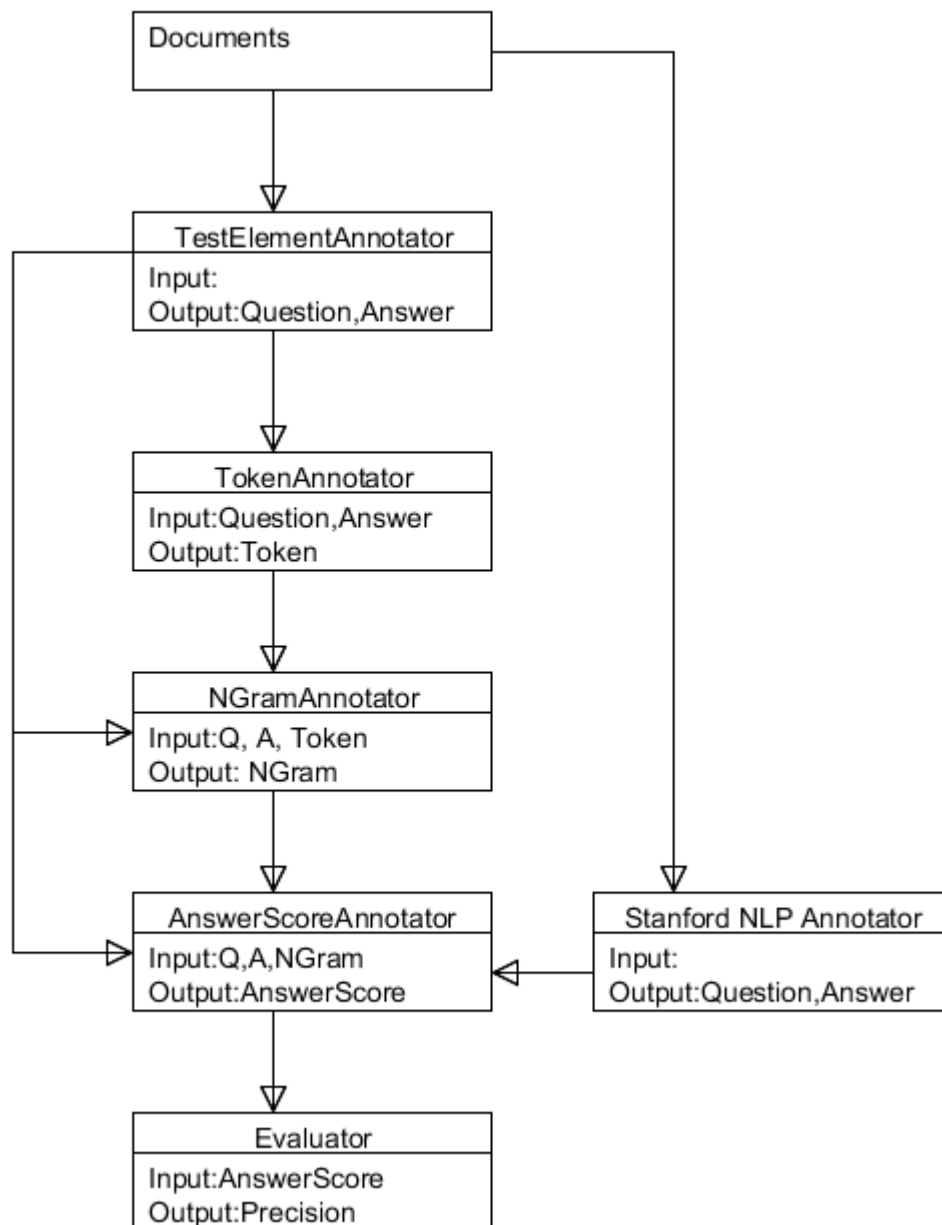 Documents
TestElementAnnotator
Input:
Output:Question,Answer
TokenAnnotator
Input:Question,Answer
Output:Token
NGramAnnotator
Input:Q, A, Token
Output: NGram
AnswerScoreAnnotator
Input:Q,A,NGram
Output:AnswerScore
Stanford NLP Annotator
Input:
Output:Question,Answer
Evaluator
Input:AnswerScore
Output:Precision